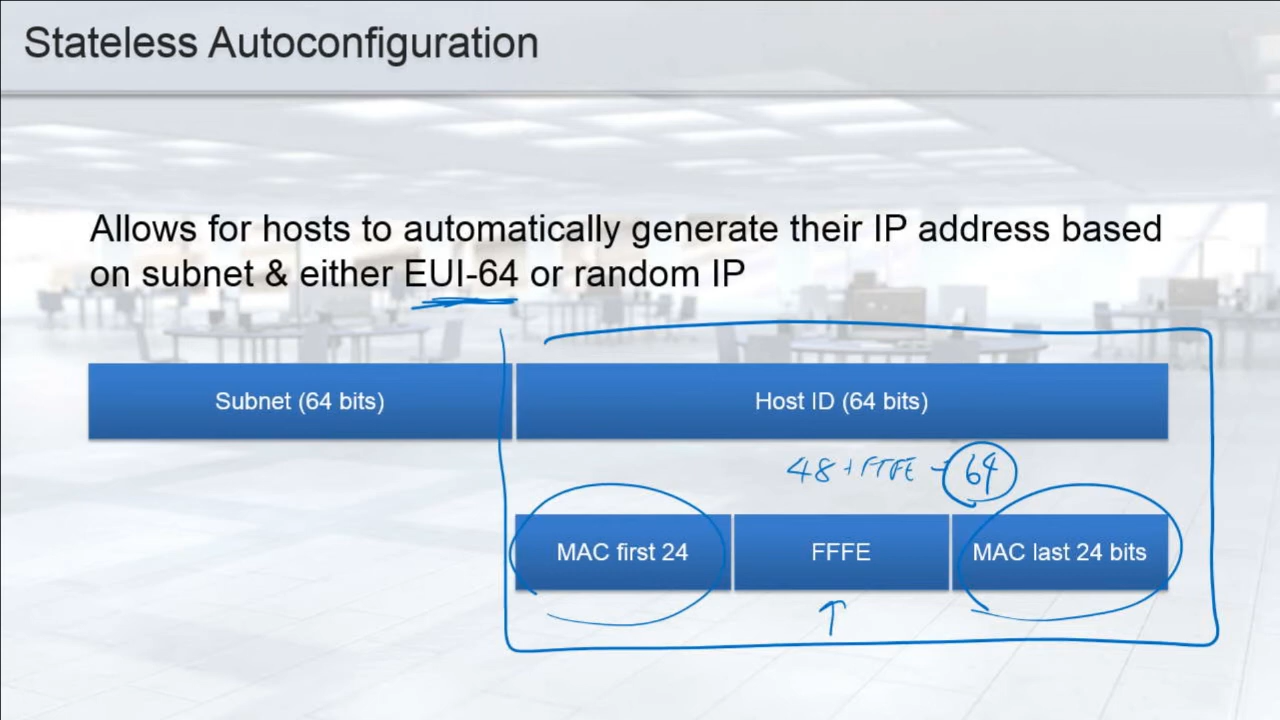 Stateless Autoconfiguration
Allows for hosts to automatically generate their IP address based
on subnet & either EUI-64 or random IP
Subnet (64 bits)
Host ID (64 bits)
48 + FFFE - 64
MAC first 24
FFFE
MAC last 24 bits